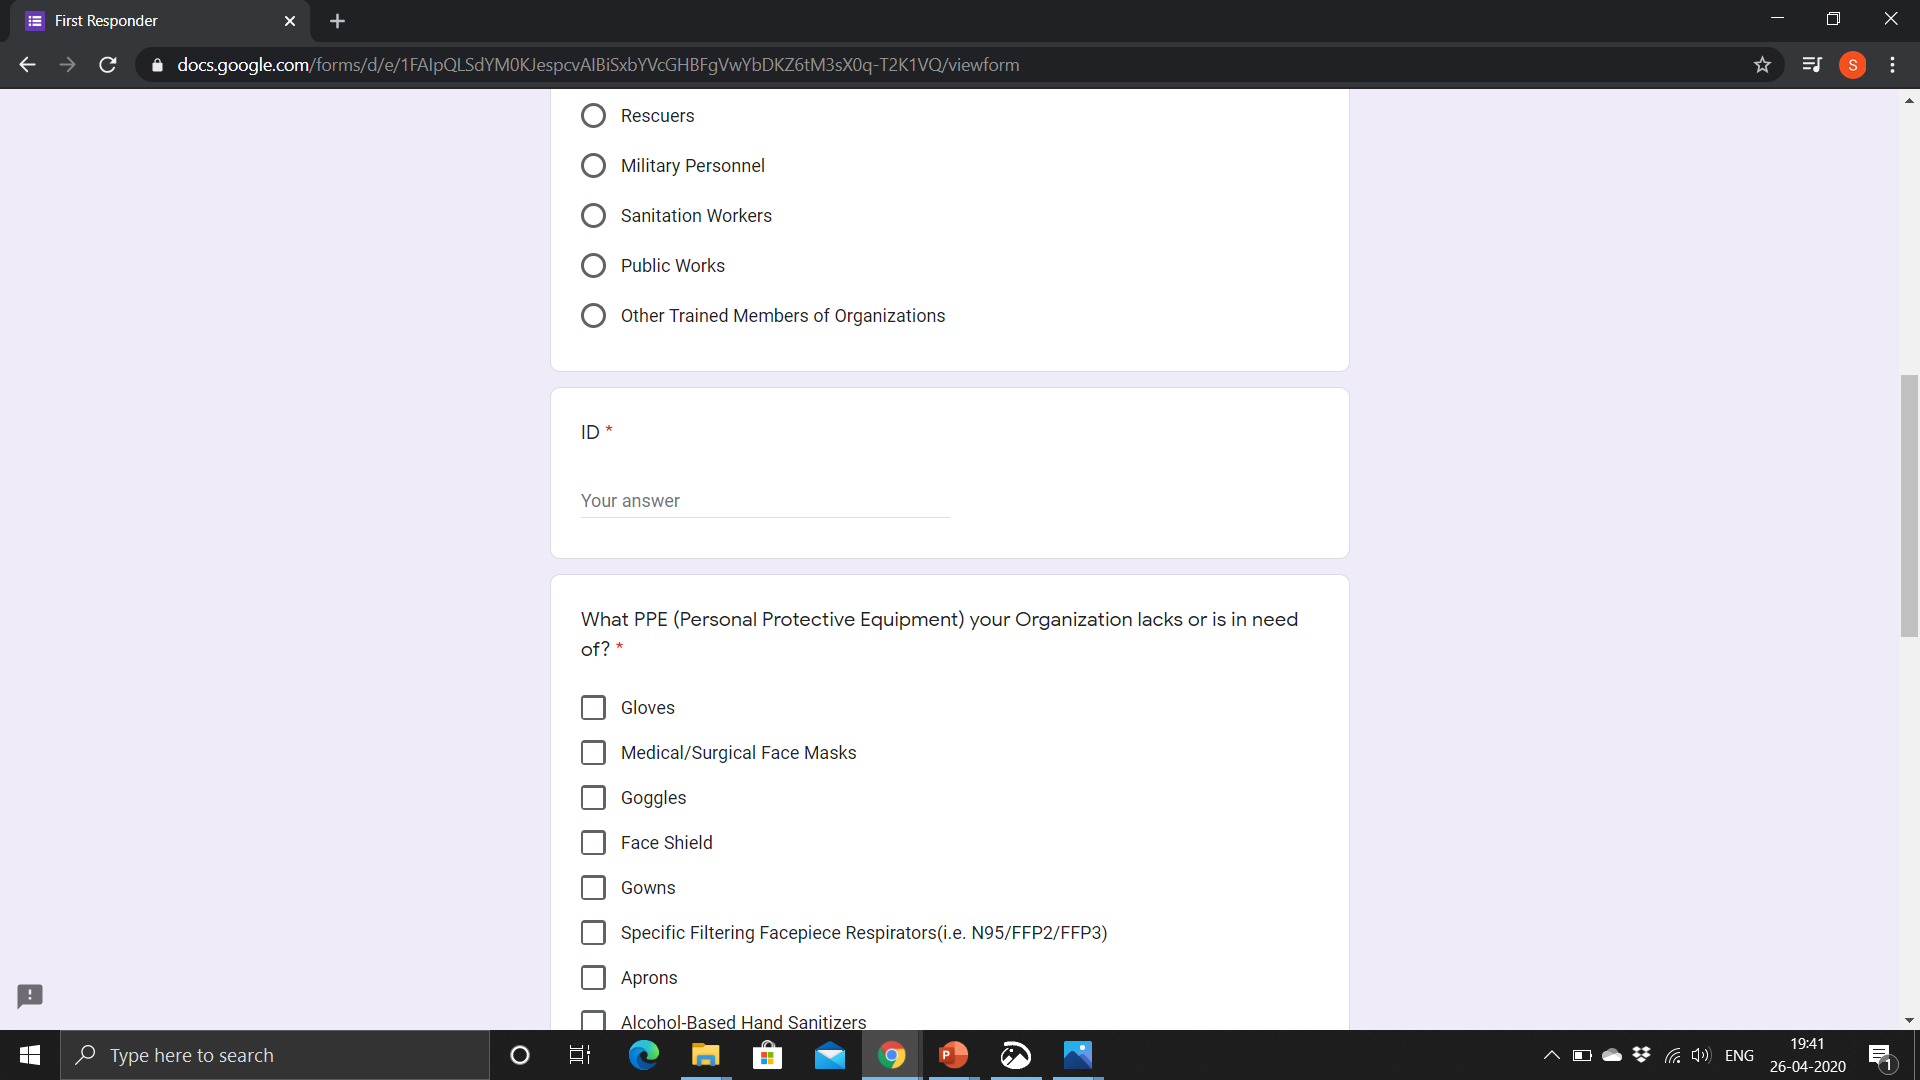 First Responder
docs.google.com/forms/d/e/1FAIpQLSdYM0KJespcvAIBiSxbYVcGHBFgVwYbDKZ6tM3sX0q-T2K1VQ/viewform
S
Rescuers
Military Personnel
Sanitation Workers
Public Works
Other Trained Members of Organizations
ID *
Your answer
What PPE (Personal Protective Equipment) your Organization lacks or is in need
of? *
Gloves
Medical/Surgical Face Masks
Goggles
Face Shield
Gowns
Specific Filtering Facepiece Respirators(i.e. N95/FFP2/FFP3)
Aprons
Alcohol-Based Hand Sanitizers
Type here to search
P
ENG
19:41
26-04-2020
1